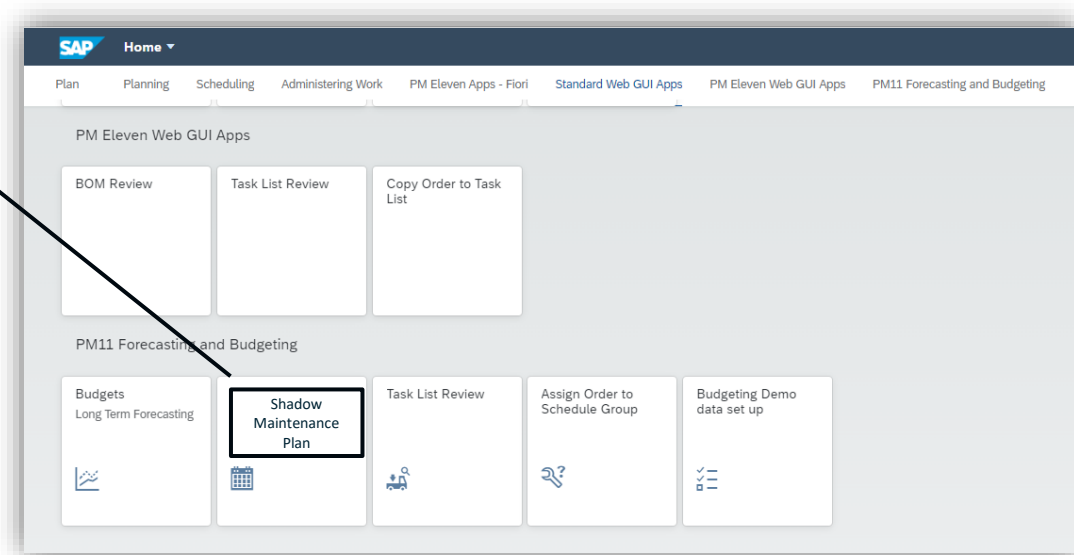 SAP Home
Plan Planning Scheduling Administering Work PM Eleven Apps - Fiori Standard Web GUI Apps PM Eleven Web GUI Apps PM11 Forecasting and Budgeting
PM Eleven Web GUI Apps
BOM Review
Task List Review
Copy Order to Task
List
PM11 Forecasting and Budgeting
Budgets
Long Term Forecasting
Shadow
Maintenance
Plan
Task List Review
Assign Order to
Schedule Group
Budgeting Demo
data set up